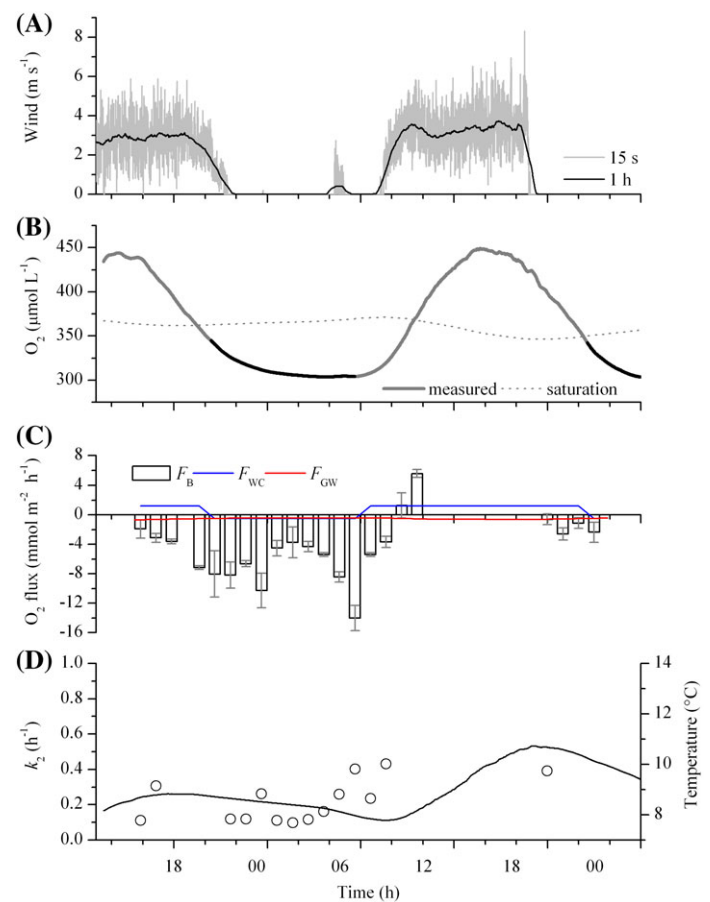 (A)
8
6
4
2
0
Wind (m s⁻¹)
15 s
1 h
(B)
450
400
350
300
O₂ (μmol L⁻¹)
measured
saturation
(C)
8
4
0
-4
-8
-12
-16
O₂ flux (mmol m⁻² h⁻¹)
F_B
F_WC
F_GW
(D)
1.0
0.8
0.6
0.4
0.2
0.0
k₂ (h⁻¹)
14
12
10
8
Temperature (°C)
18 00 06 12 18 00
Time (h)